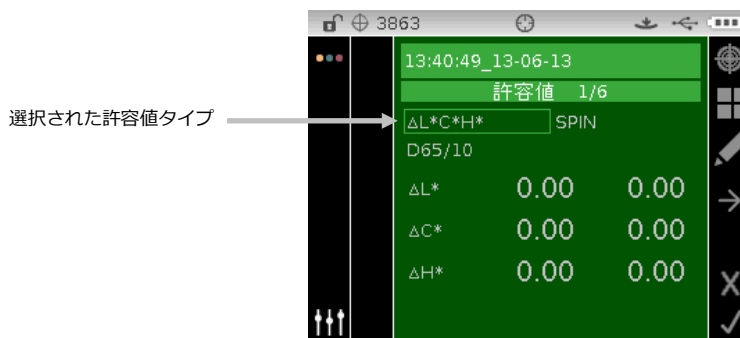 3863
13:40:49_13-06-13
許容値 1/6
選択された許容値タイプ
ΔL*C*H* SPIN
D65/10
ΔL* 0.00 0.00
ΔC* 0.00 0.00
ΔH* 0.00 0.00